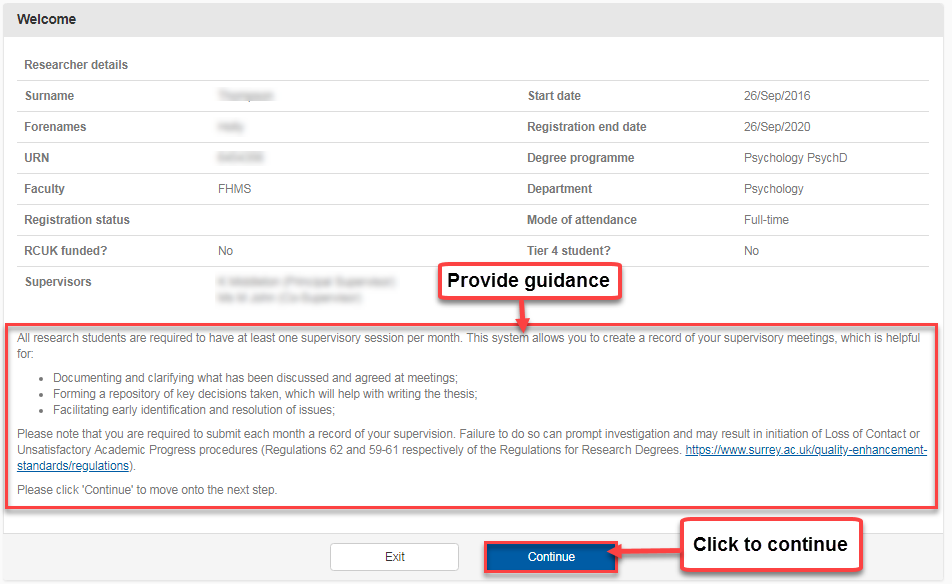 Welcome
Researcher details
Surname Start date 26/Sep/2016
Forenames Registration end date 26/Sep/2020
URN Degree programme Psychology PsychD
Faculty FHMS Department Psychology
Registration status Mode of attendance Full-time
RCUK funded? No Tier 4 student? No
Supervisors
Provide guidance
All research students are required to have at least one supervisory session per month. This system allows you to create a record of your supervisory meetings, which is helpful
for:
• Documenting and clarifying what has been discussed and agreed at meetings;
• Forming a repository of key decisions taken, which will help with writing the thesis;
• Facilitating early identification and resolution of issues;
Please note that you are required to submit each month a record of your supervision. Failure to do so can prompt investigation and may result in initiation of Loss of Contact or
Unsatisfactory Academic Progress procedures (Regulations 62 and 59-61 respectively of the Regulations for Research Degrees. https://www.surrey.ac.uk/quality-enhancement-
standards/regulations).
Please click 'Continue' to move onto the next step.
Exit Continue Click to continue